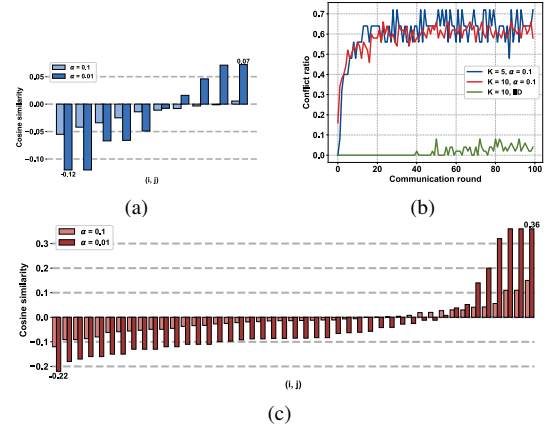 α = 0.1
α = 0.01
0.07
0.05
0.00
−0.05
−0.10
−0.12
Cosine similarity
(i, j)
(a)
0.7
0.6
0.5
0.4
0.3
0.2
0.1
0.0
Conflict ratio
K = 5, α = 0.1
K = 10, α = 0.1
K = 10, D
0 20 40 60 80 100
Communication round
(b)
α = 0.1
α = 0.01
0.36
0.3
0.2
0.1
0.0
−0.1
−0.2
−0.22
Cosine similarity
(i, j)
(c)